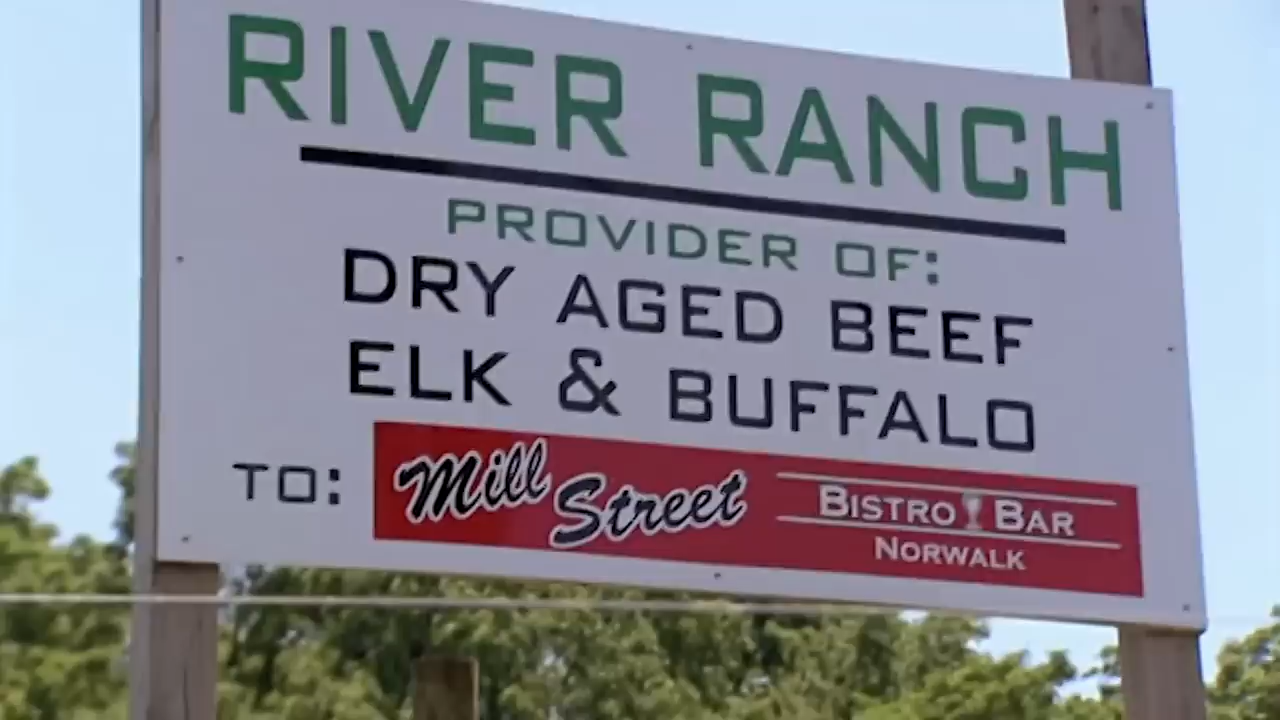 RIVER RANCH
PROVIDER OF:
DRY AGED BEEF
ELK & BUFFALO
TO: Mill Street BISTRO BAR
NORWALK